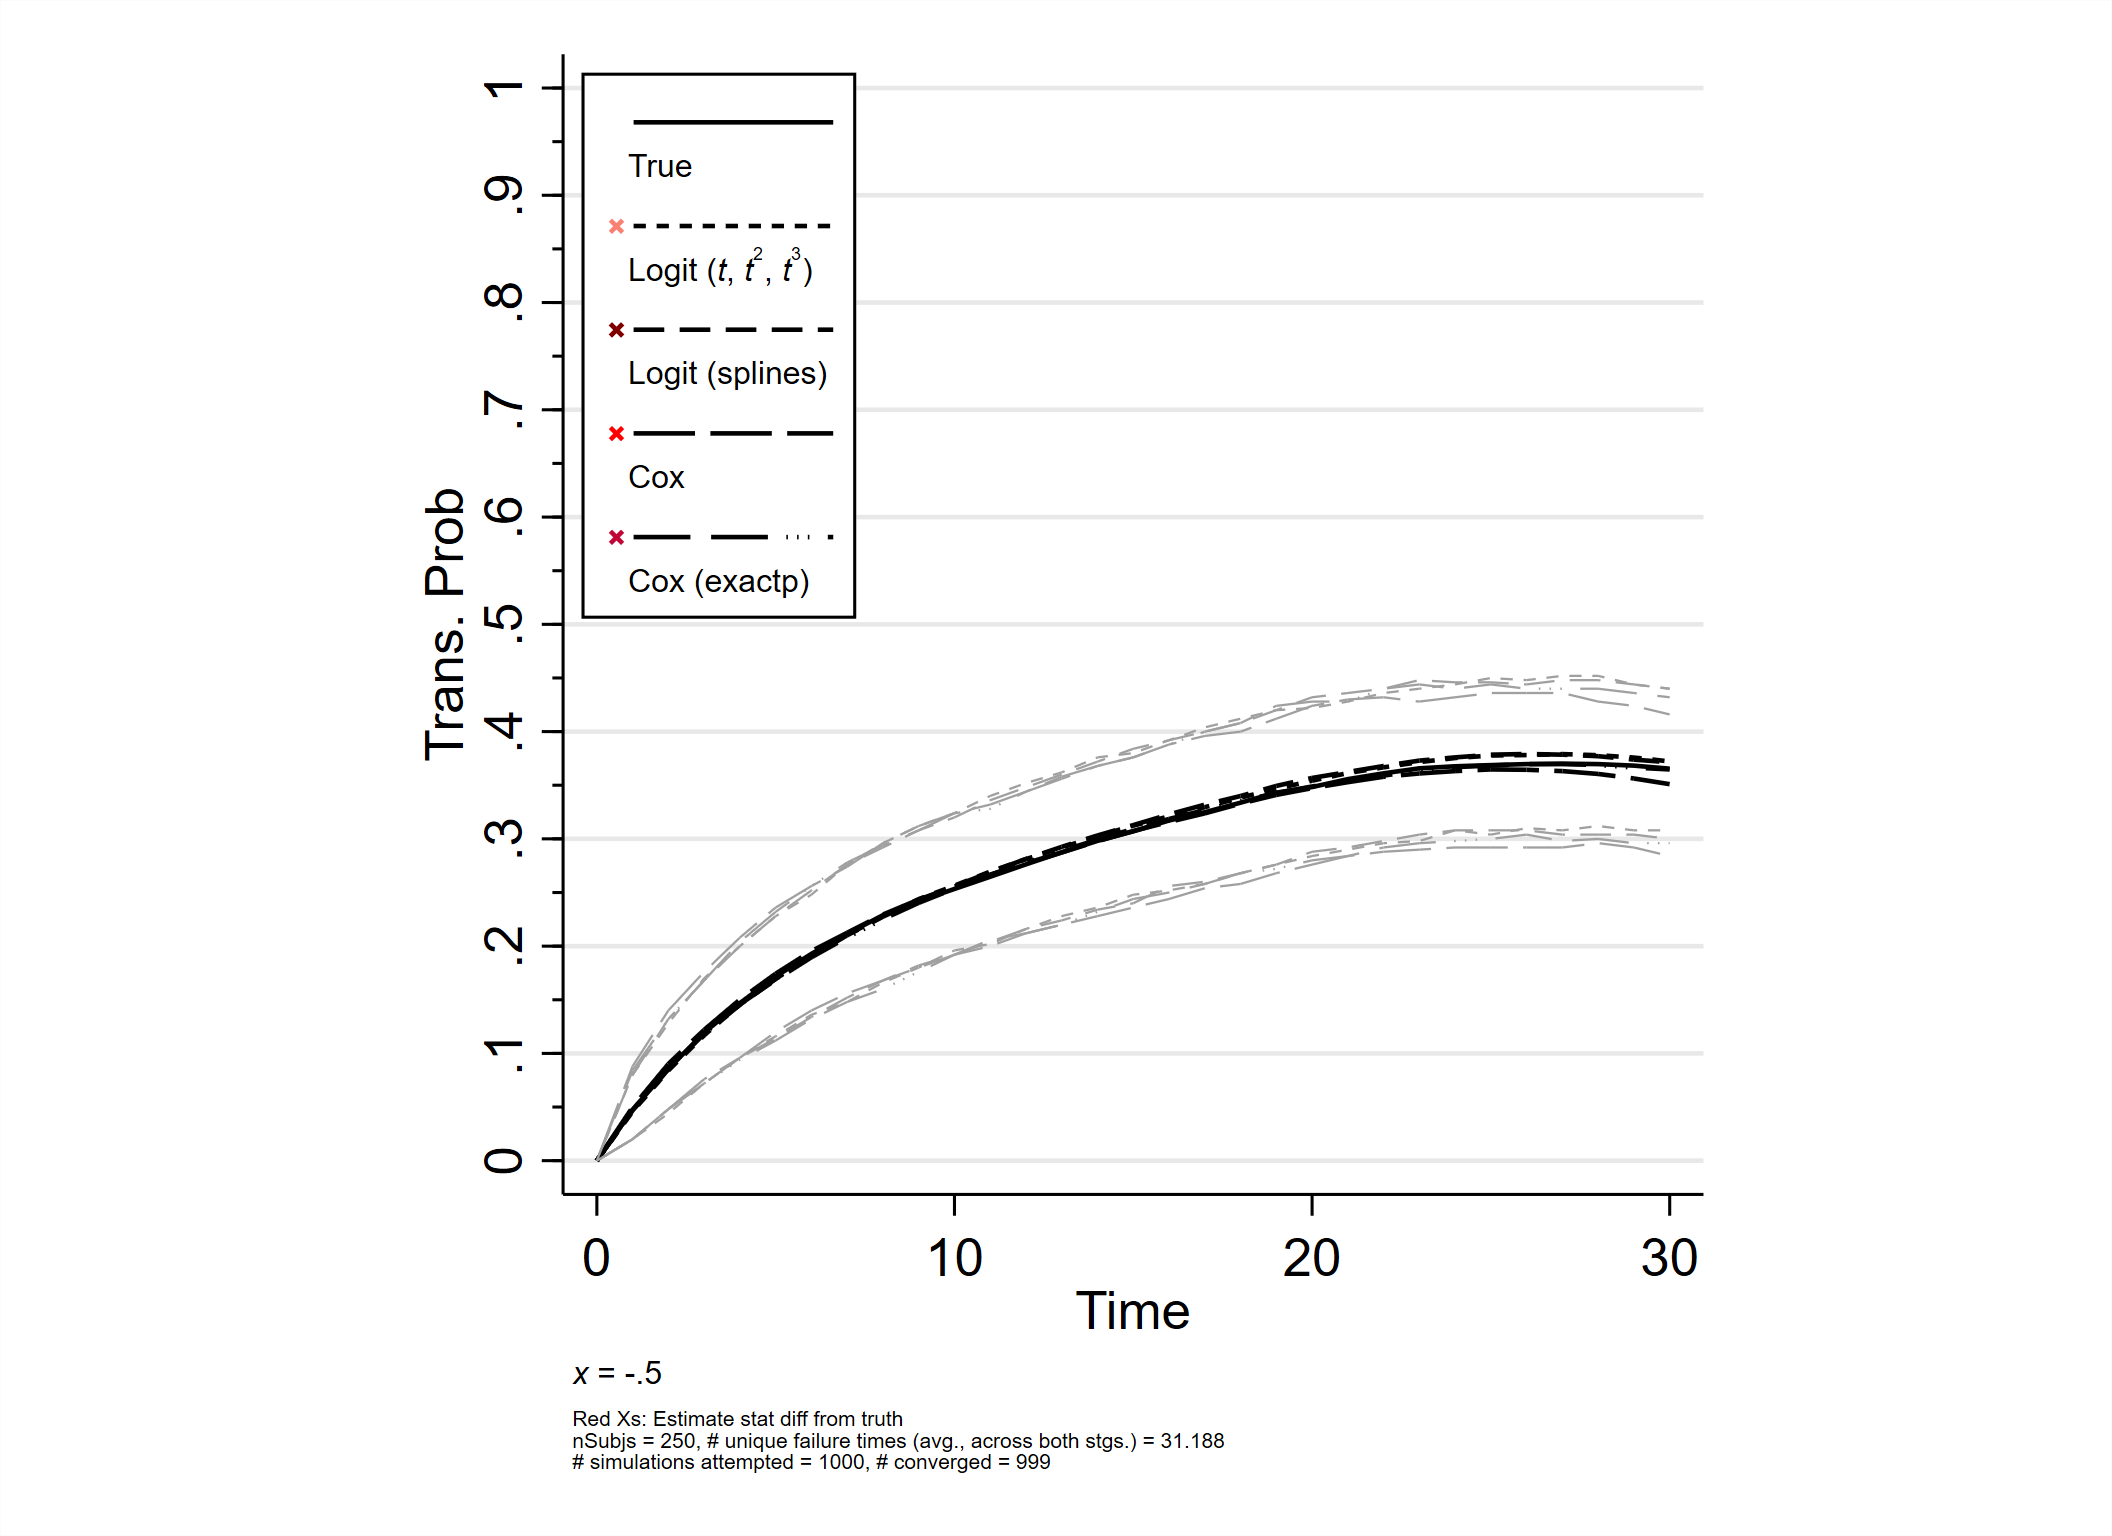 1
.9
.8
.7
.6
.5
.4
.3
.2
.1
0
Trans. Prob
True
Logit (t, t², t³)
Logit (splines)
Cox
Cox (exactp)
0 10 20 30
Time
x = -.5
Red Xs: Estimate stat diff from truth
nSubjs = 250, # unique failure times (avg., across both stgs.) = 31.188
# simulations attempted = 1000, # converged = 999